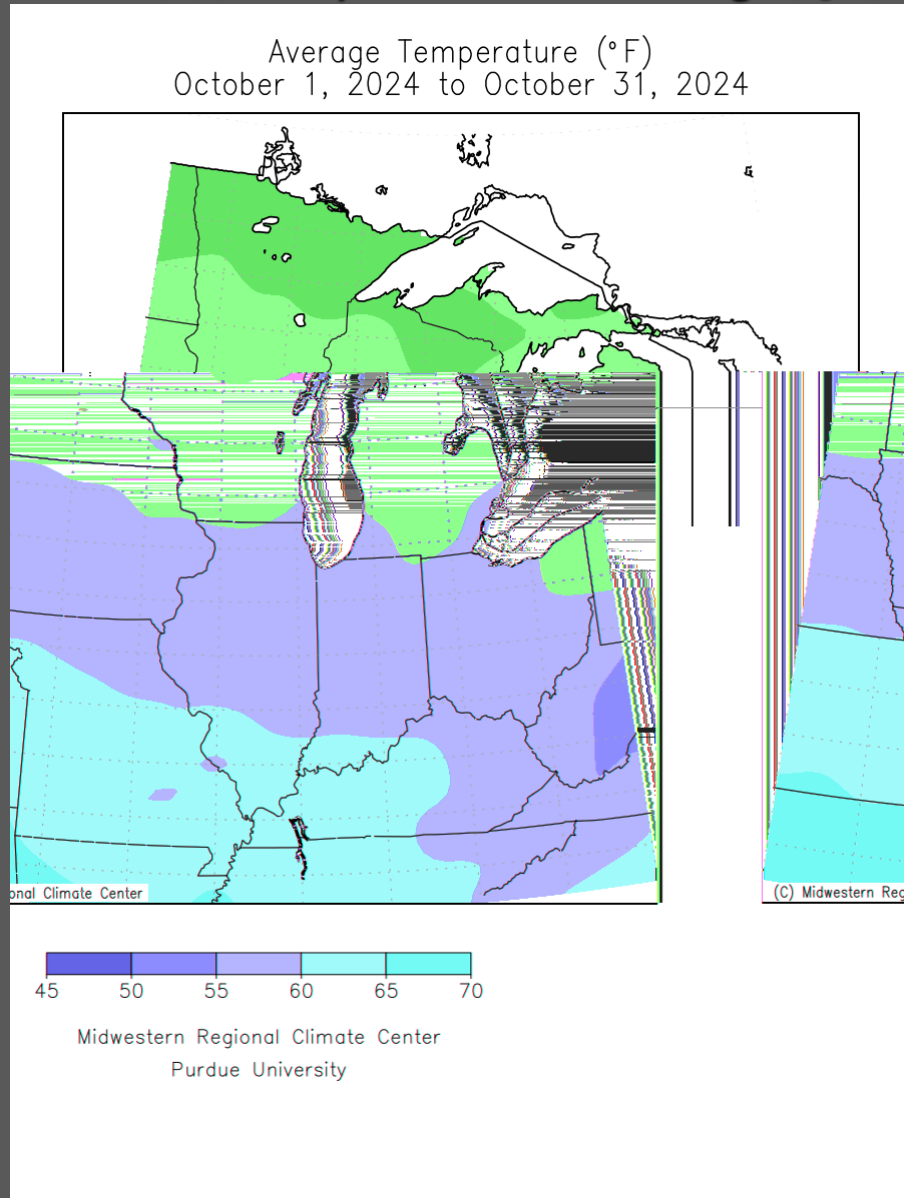 Average Temperature (°F)
October 1, 2024 to October 31, 2024
onal Climate Center
(C) Midwestern Reg
45 50 55 60 65 70
Midwestern Regional Climate Center
Purdue University